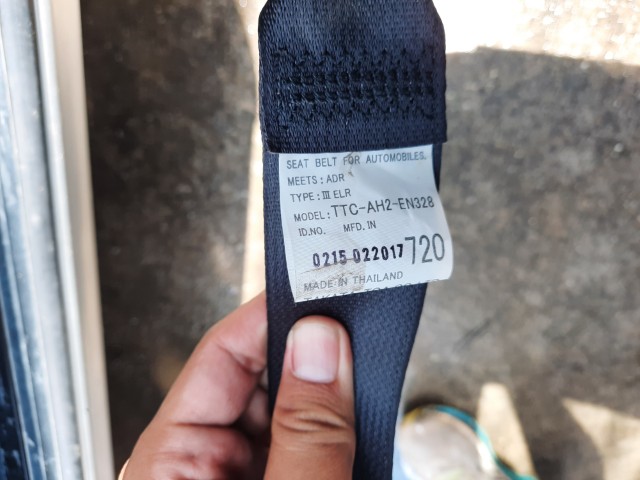 SEAT BELT FOR AUTOMOBILES.
MEETS: ADR
TYPE: Ⅲ ELR
MODEL: TTC-AH2-EN328
ID.NO. MFD. IN
0215 022017 720
MADE IN THAILAND